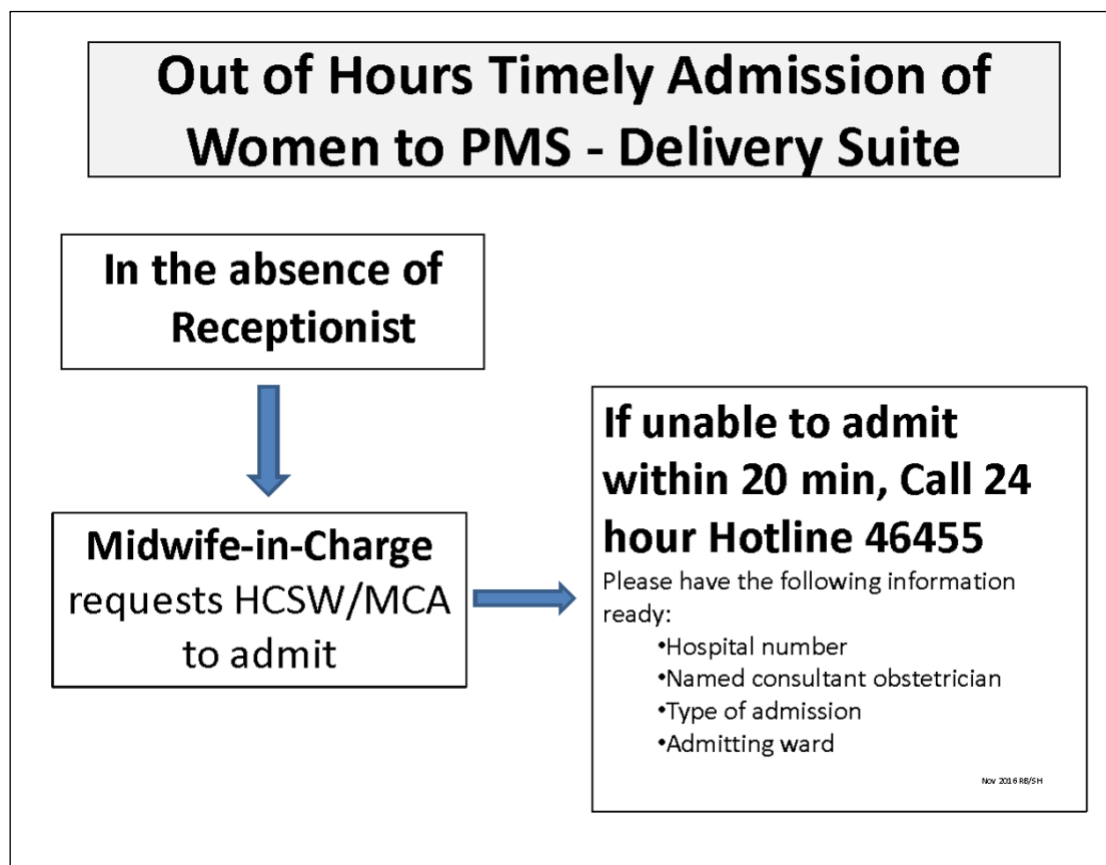 Out of Hours Timely Admission of
Women to PMS - Delivery Suite
In the absence of
Receptionist
Midwife-in-Charge
requests HCSW/MCA
to admit
If unable to admit
within 20 min, Call 24
hour Hotline 46455
Please have the following information
ready:
•Hospital number
•Named consultant obstetrician
•Type of admission
•Admitting ward
Nov 2016 RB/SH